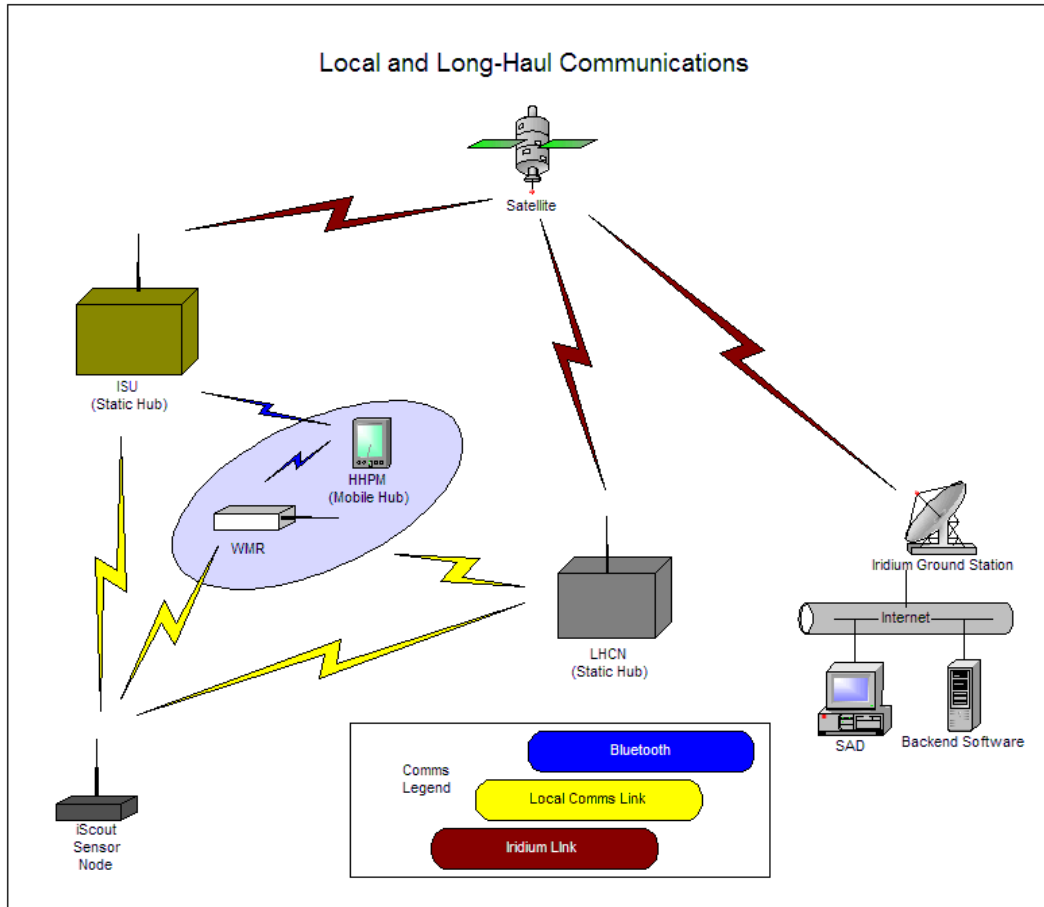 Local and Long-Haul Communications
Satellite
ISU
(Static Hub)
HHPM
(Mobile Hub)
WMR
Iridium Ground Station
Internet
LHCN
(Static Hub)
SAD
Backend Software
Comms
Legend
Bluetooth
Local Comms Link
Iridium LInk
iScout
Sensor
Node